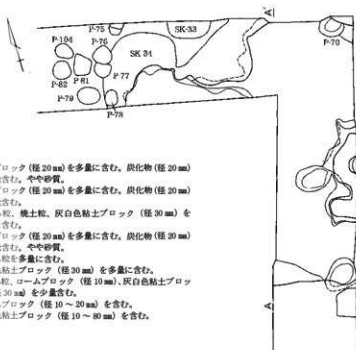 P-75
SK-33
A'
P-70
P-104
P-76
SK 34
P-82
P-81
P-77
P-79
P-78
ブロック (径 20 ㎜) を多量に含む。炭化物 (径 20 ㎜)
含む。やや砂質。
ブロック (径 20 ㎜) を多量に含む。炭化物 (径 20 ㎜)
含む。
粒、焼土粒、灰白色粘土ブロック (径 30 ㎜) を
含む。
ブロック (径 20 ㎜) を多量に含む。炭化物 (径 20 ㎜)
含む。やや砂質。
粒を多量に含む。
粘土ブロック (径 30 ㎜) を多量に含む。
粒、ロームブロック (径 10 ㎜)、灰白色粘土ブロッ
30 ㎜) を少量含む。
ブロック (径 10 ~ 20 ㎜) を含む。
粘土ブロック (径 10 ~ 80 ㎜) を含む。
A